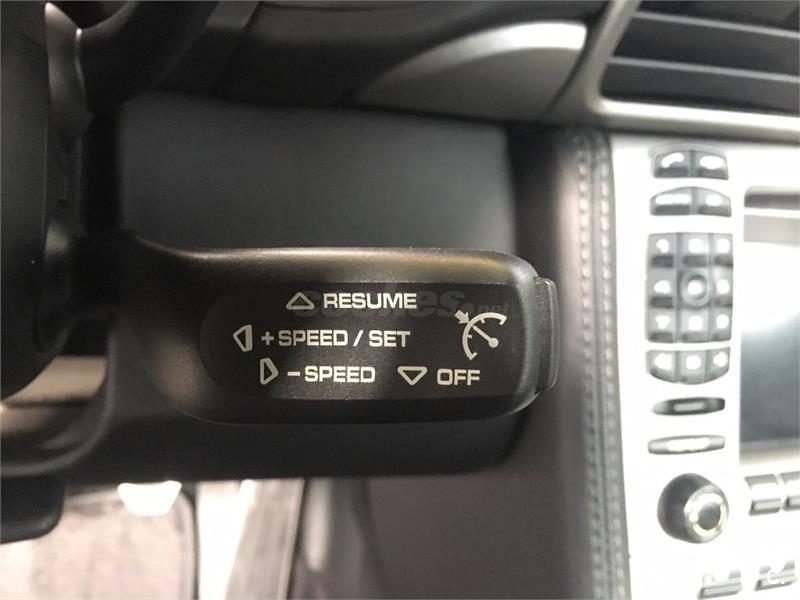 RESUME
+ SPEED / SET
- SPEED OFF